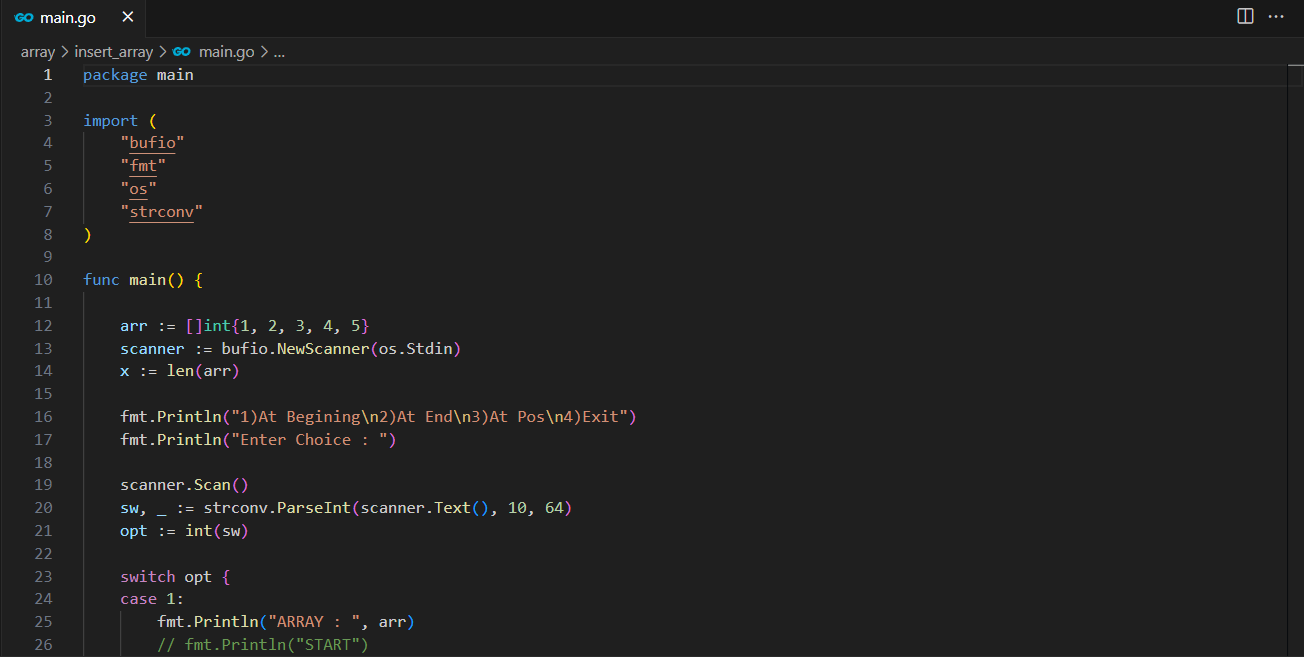 GO main.go ×
array > insert_array > GO main.go > ...
1 package main
2
3 import (
4 "bufio"
5 "fmt"
6 "os"
7 "strconv"
8 )
9
10 func main() {
11
12 arr := []int{1, 2, 3, 4, 5}
13 scanner := bufio.NewScanner(os.Stdin)
14 x := len(arr)
15
16 fmt.Println("1)At Begining\n2)At End\n3)At Pos\n4)Exit")
17 fmt.Println("Enter Choice : ")
18
19 scanner.Scan()
20 sw, _ := strconv.ParseInt(scanner.Text(), 10, 64)
21 opt := int(sw)
22
23 switch opt {
24 case 1:
25 fmt.Println("ARRAY : ", arr)
26 // fmt.Println("START")